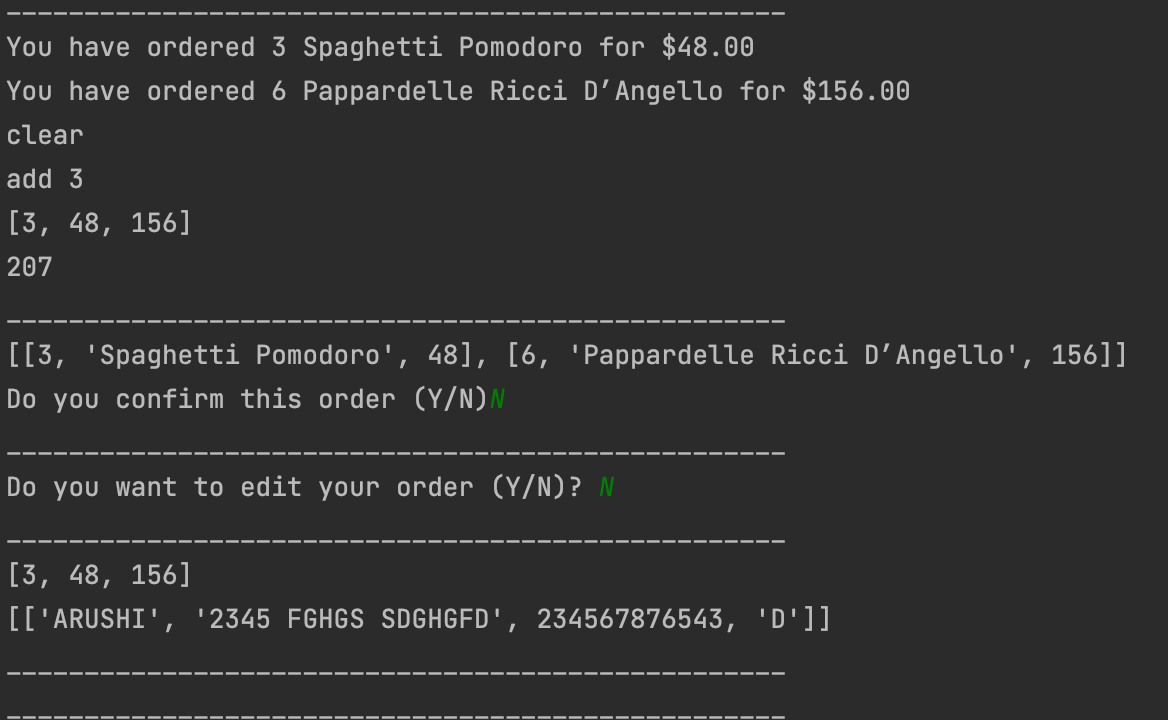 --------------------------------------------------
You have ordered 3 Spaghetti Pomodoro for $48.00
You have ordered 6 Pappardelle Ricci D’Angello for $156.00
clear
add 3
[3, 48, 156]
207
--------------------------------------------------
[[3, 'Spaghetti Pomodoro', 48], [6, 'Pappardelle Ricci D’Angello', 156]]
Do you confirm this order (Y/N)N
--------------------------------------------------
Do you want to edit your order (Y/N)? N
--------------------------------------------------
[3, 48, 156]
[['ARUSHI', '2345 FGHGS SDGHGFD', 234567876543, 'D']]
--------------------------------------------------
--------------------------------------------------